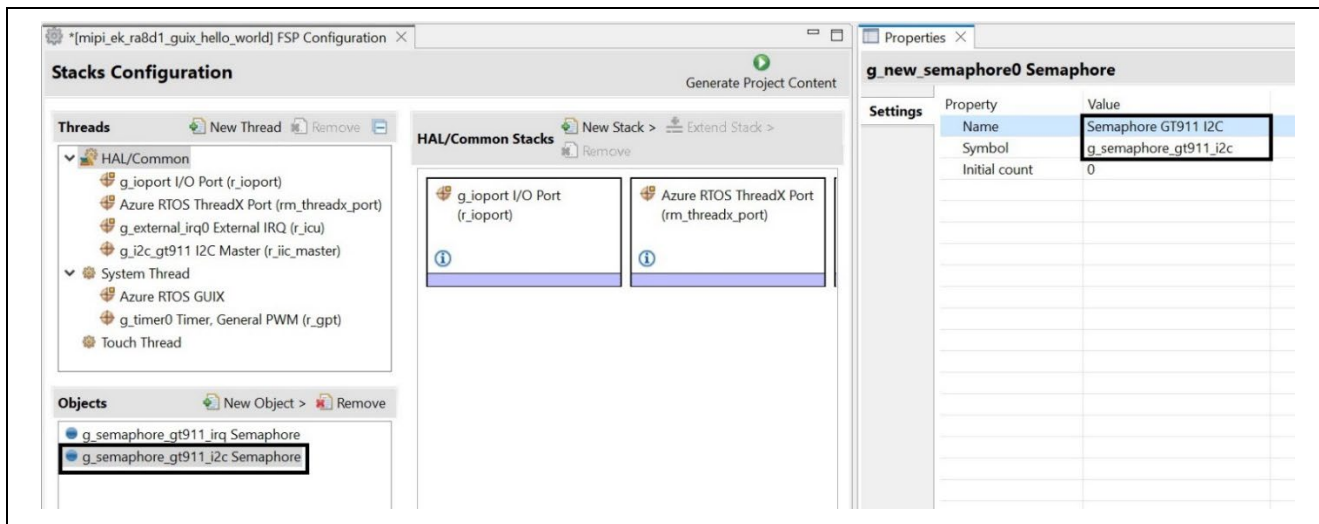 *[mipi_ek_ra8d1_guix_hello_world] FSP Configuration
Stacks Configuration
Generate Project Content
Threads
New Thread
Remove
HAL/Common
g_ioport I/O Port (r_ioport)
Azure RTOS ThreadX Port (rm_threadx_port)
g_external_irq0 External IRQ (r_icu)
g_i2c_gt911 I2C Master (r_iic_master)
System Thread
Azure RTOS GUIX
g_timer0 Timer, General PWM (r_gpt)
Touch Thread
Objects
New Object >
Remove
g_semaphore_gt911_irq Semaphore
g_semaphore_gt911_i2c Semaphore
HAL/Common Stacks
New Stack >
Extend Stack >
Remove
g_ioport I/O Port
(r_ioport)
Azure RTOS ThreadX Port
(rm_threadx_port)
Properties
g_new_semaphore0 Semaphore
Settings
Property Value
Name Semaphore GT911 I2C
Symbol g_semaphore_gt911_i2c
Initial count 0